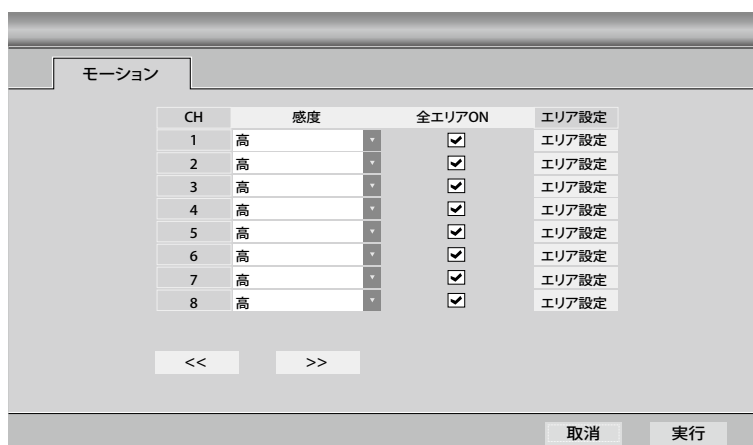 モーション
CH 感度 全エリアON エリア設定
1 高 エリア設定
2 高 エリア設定
3 高 エリア設定
4 高 エリア設定
5 高 エリア設定
6 高 エリア設定
7 高 エリア設定
8 高 エリア設定
<< >>
取消 実行